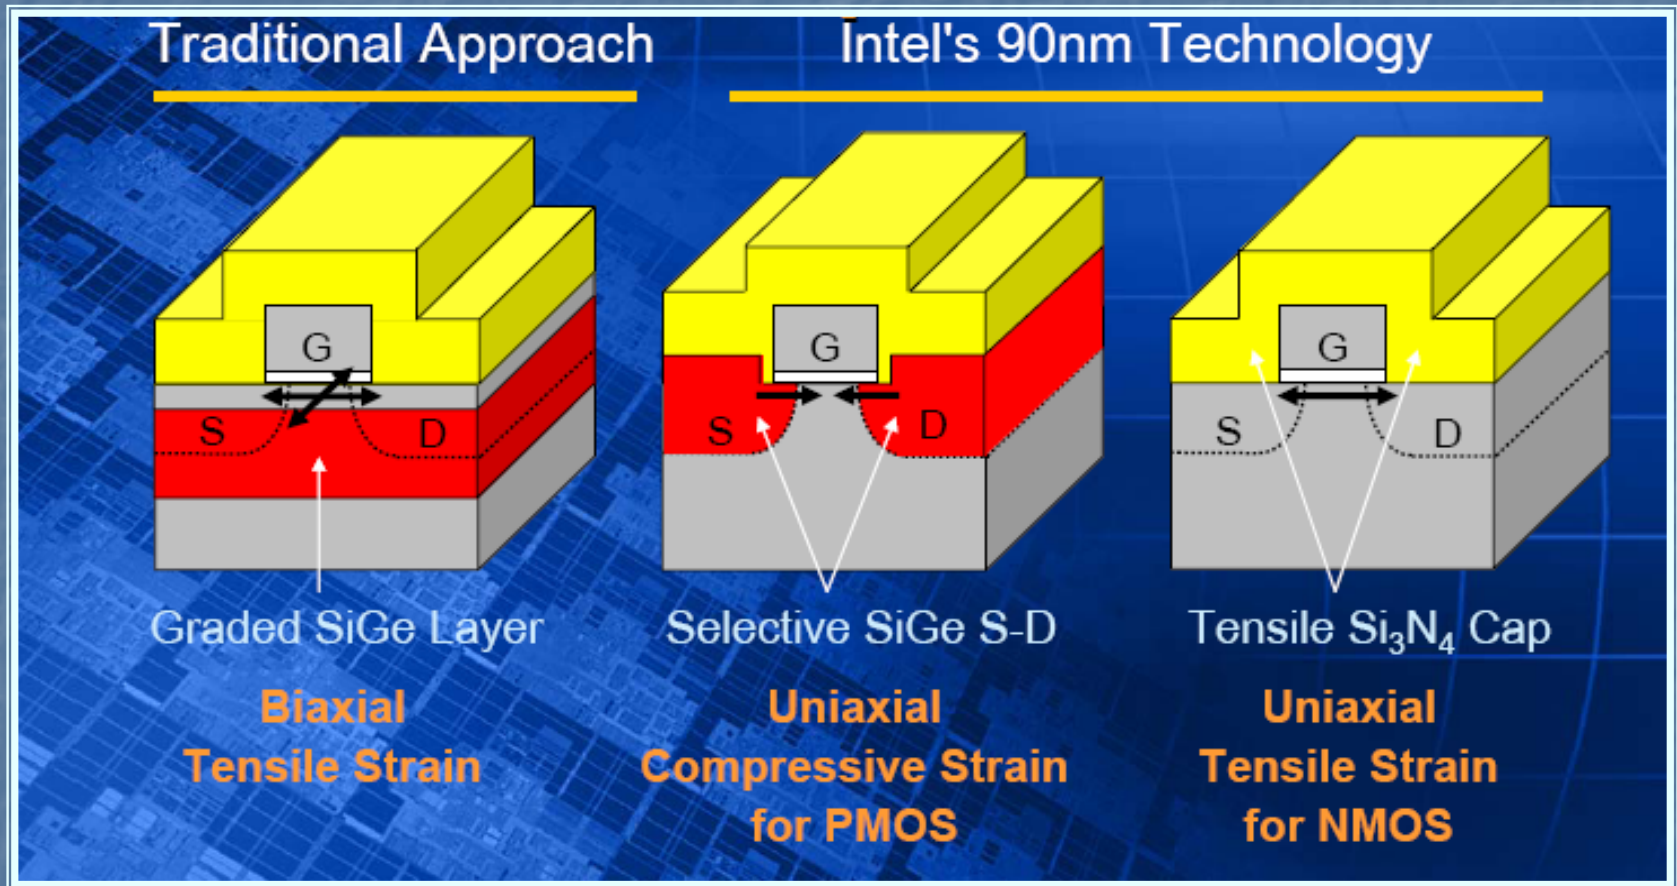 Traditional Approach
Intel's 90nm Technology
G
S
D
G
S
D
G
S
D
Graded SiGe Layer
Selective SiGe S-D
Tensile Si₃N₄ Cap
Biaxial
Tensile Strain
Uniaxial
Compressive Strain
for PMOS
Uniaxial
Tensile Strain
for NMOS